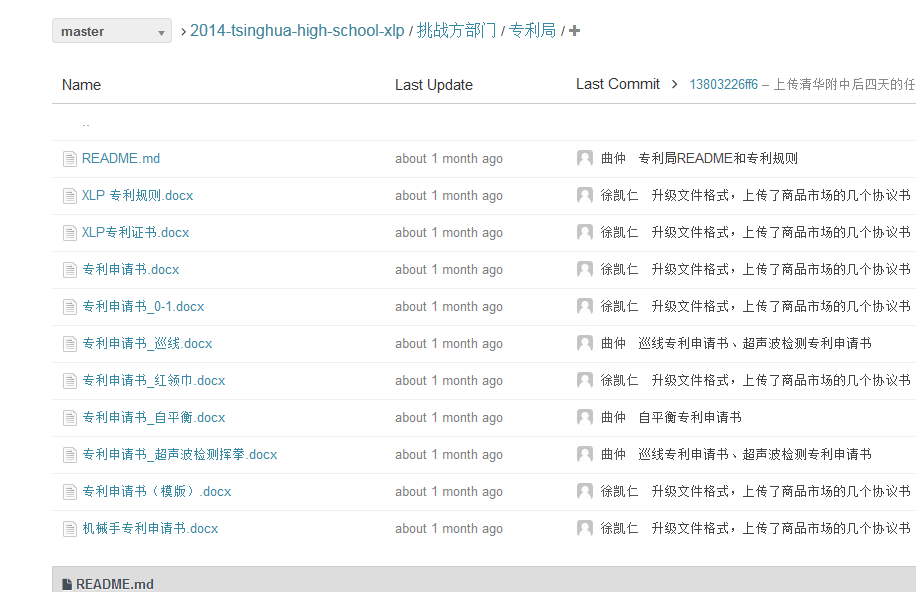 master 2014-tsinghua-high-school-xlp / 挑战方部门 / 专利局 / +
Name Last Update Last Commit > 13803226ff6 – 上传清华附中后四天的任
..
README.md about 1 month ago 曲仲 专利局README和专利规则
XLP 专利规则.docx about 1 month ago 徐凯仁 升级文件格式，上传了商品市场的几个协议书
XLP专利证书.docx about 1 month ago 徐凯仁 升级文件格式，上传了商品市场的几个协议书
专利申请书.docx about 1 month ago 徐凯仁 升级文件格式，上传了商品市场的几个协议书
专利申请书_0-1.docx about 1 month ago 徐凯仁 升级文件格式，上传了商品市场的几个协议书
专利申请书_巡线.docx about 1 month ago 曲仲 巡线专利申请书、超声波检测专利申请书
专利申请书_红领巾.docx about 1 month ago 徐凯仁 升级文件格式，上传了商品市场的几个协议书
专利申请书_自平衡.docx about 1 month ago 曲仲 自平衡专利申请书
专利申请书_超声波检测挥拳.docx about 1 month ago 曲仲 巡线专利申请书、超声波检测专利申请书
专利申请书（模版）.docx about 1 month ago 徐凯仁 升级文件格式，上传了商品市场的几个协议书
机械手专利申请书.docx about 1 month ago 徐凯仁 升级文件格式，上传了商品市场的几个协议书
README.md